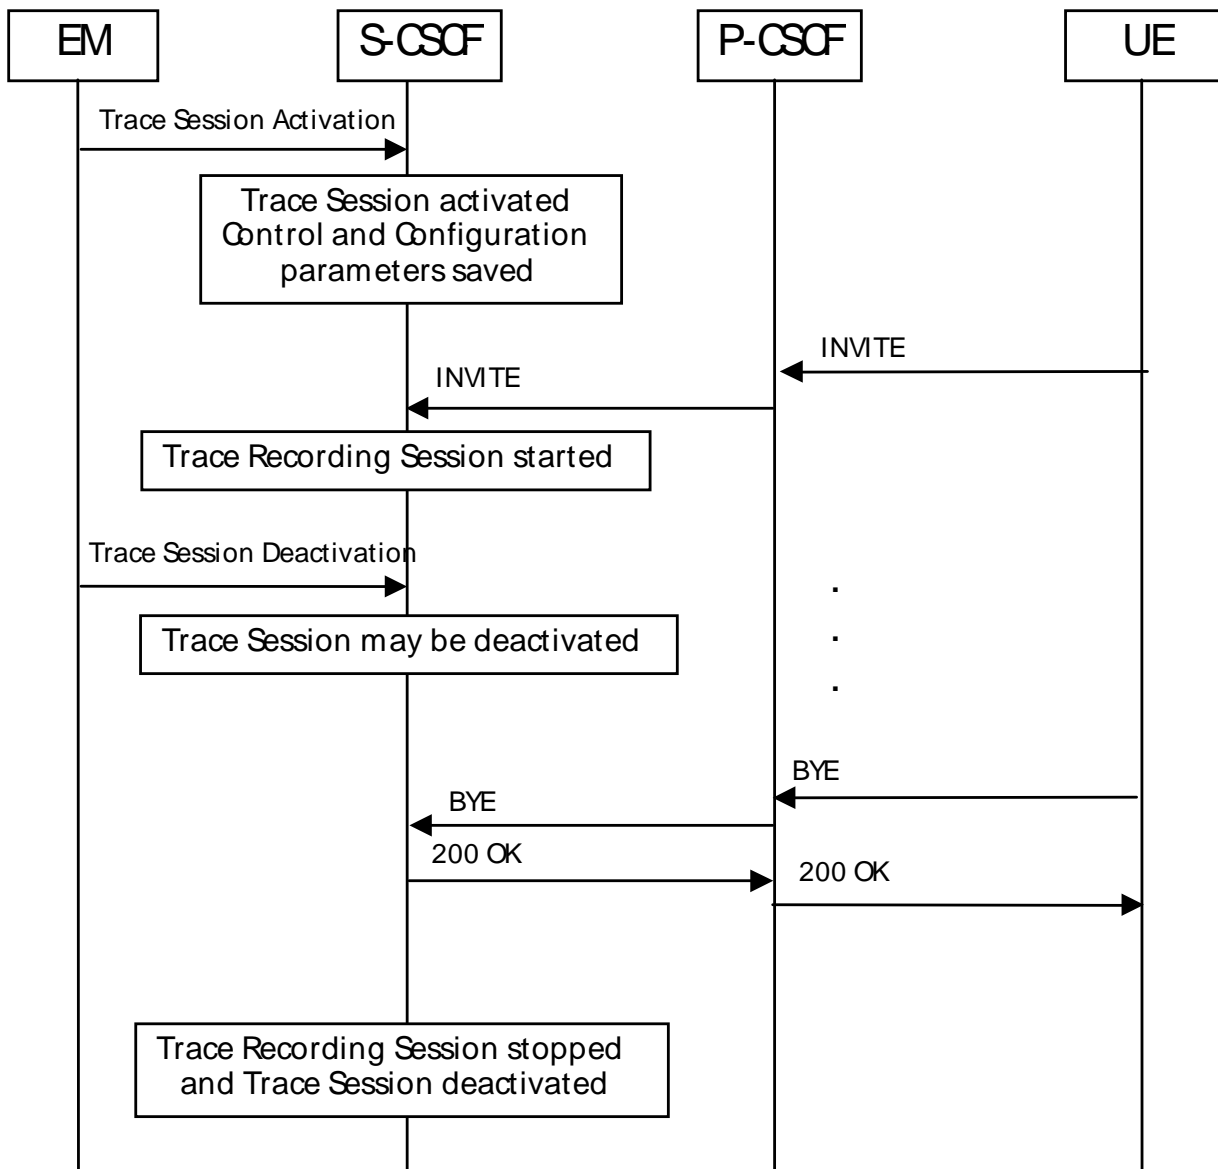 EM
S-CSCF
P-CSCF
UE
Trace Session Activation
Trace Session activated
Control and Configuration
parameters saved
INVITE
INVITE
Trace Recording Session started
Trace Session Deactivation
.
.
.
Trace Session may be deactivated
BYE
BYE
200 OK
200 OK
Trace Recording Session stopped
and Trace Session deactivated